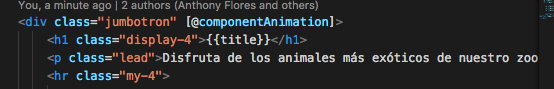 You, a minute ago | 2 authors (Anthony Flores and others)
<div class="jumbotron" [@componentAnimation]>
<h1 class="display-4">{{title}}</h1>
<p class="lead">Disfruta de los animales más exóticos de nuestro zoo
<hr class="my-4">